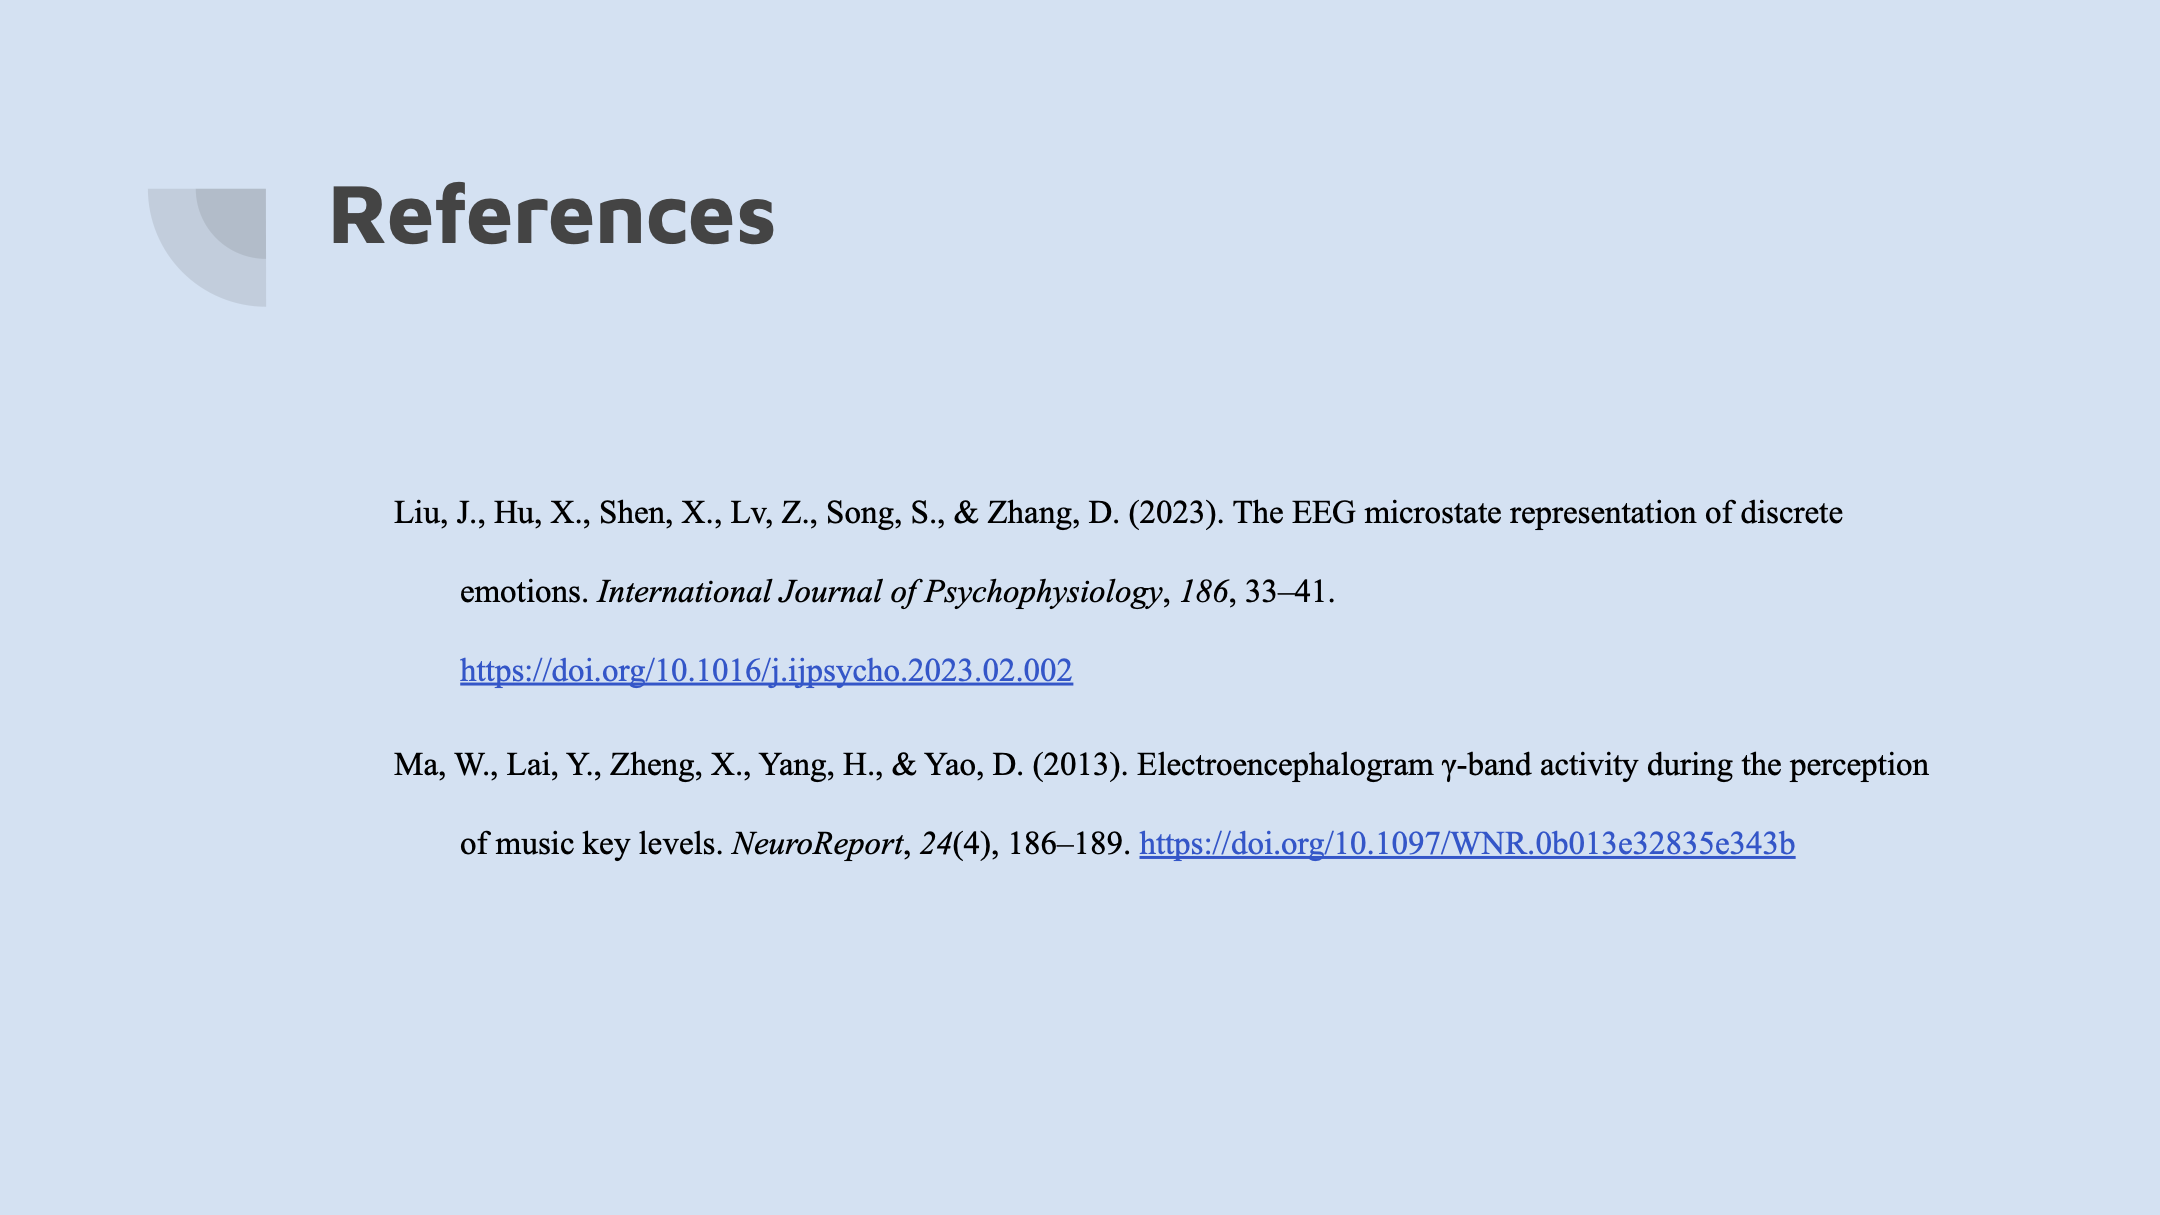 References
Liu, J., Hu, X., Shen, X., Lv, Z., Song, S., & Zhang, D. (2023). The EEG microstate representation of discrete
emotions. International Journal of Psychophysiology, 186, 33–41.
https://doi.org/10.1016/j.ijpsycho.2023.02.002
Ma, W., Lai, Y., Zheng, X., Yang, H., & Yao, D. (2013). Electroencephalogram γ-band activity during the perception
of music key levels. NeuroReport, 24(4), 186–189. https://doi.org/10.1097/WNR.0b013e32835e343b